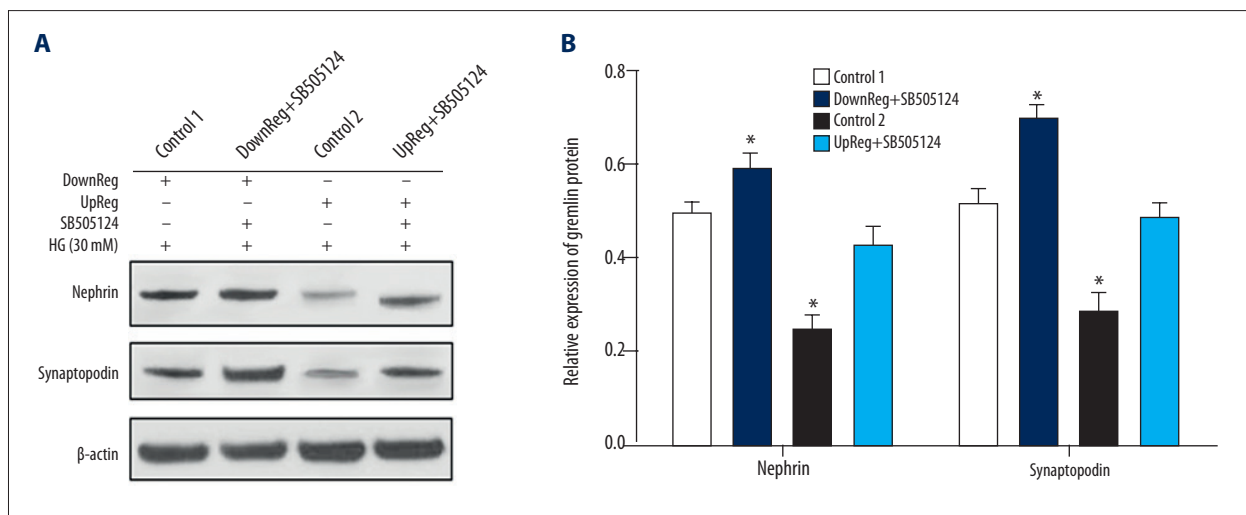 A
Control 1 DownReg+SB505124 Control 2 UpReg+SB505124
DownReg + + – –
UpReg – – + +
SB505124 – + – +
HG (30 mM) + + + +
Nephrin
Synaptopodin
β-actin
B
Relative expression of gremlin protein
0.8
0.6
0.4
0.2
0.0
Control 1
DownReg+SB505124
Control 2
UpReg+SB505124
* * * *
Nephrin Synaptopodin